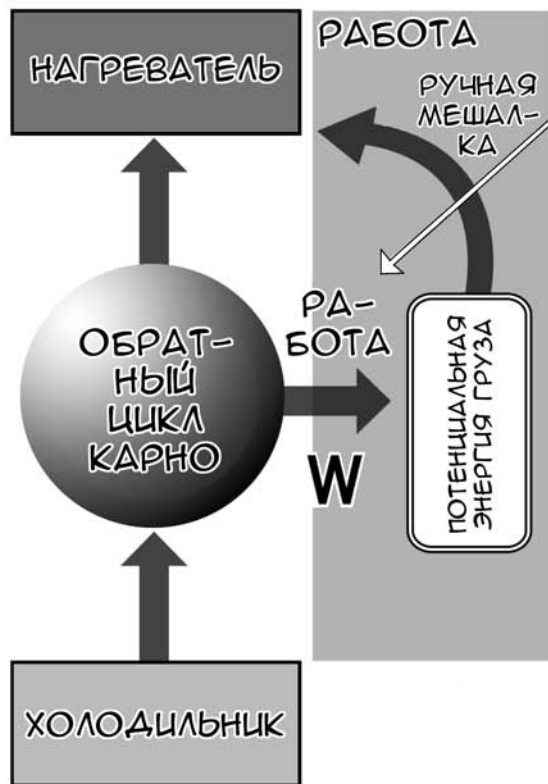 НАГРЕВАТЕЛЬ
РАБОТА
РУЧНАЯ
МЕШАЛ-
КА
ОБРАТ-
НЫЙ
ЦИКЛ
КАРНО
РА-
БОТА
W
ПОТЕНЦИАЛЬНАЯ
ЭНЕРГИЯ ГРУЗА
ХОЛОДИЛЬНИК